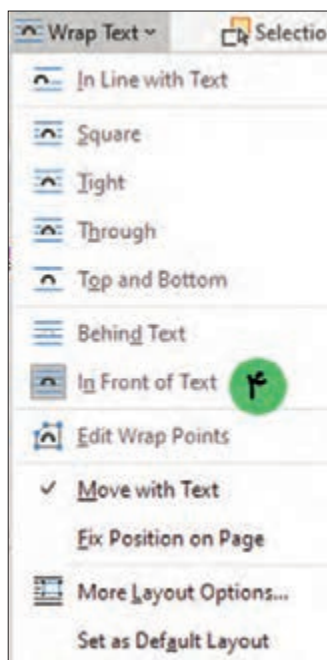 Wrap Text
Selectio
In Line with Text
Square
Tight
Through
Top and Bottom
Behind Text
In Front of Text ۴
Edit Wrap Points
Move with Text
Fix Position on Page
More Layout Options...
Set as Default Layout